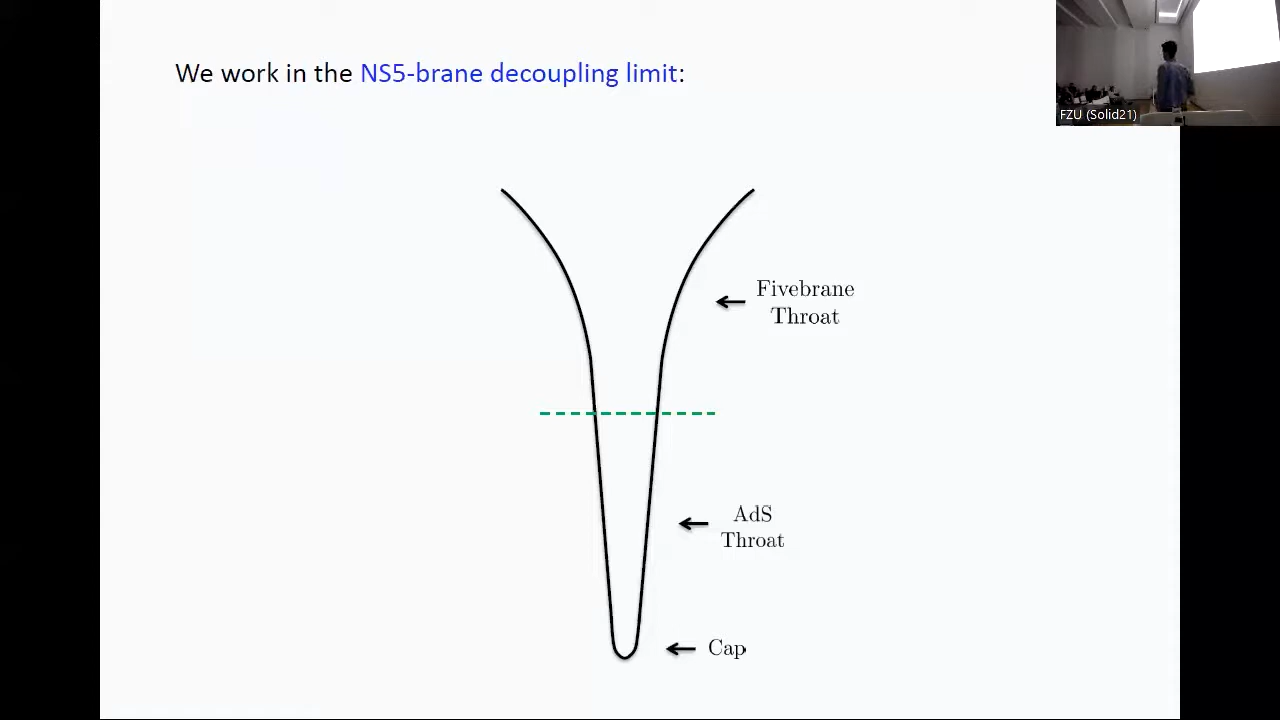 We work in the NS5-brane decoupling limit:
FZU (Solid21)
Fivebrane
Throat
AdS
Throat
Cap